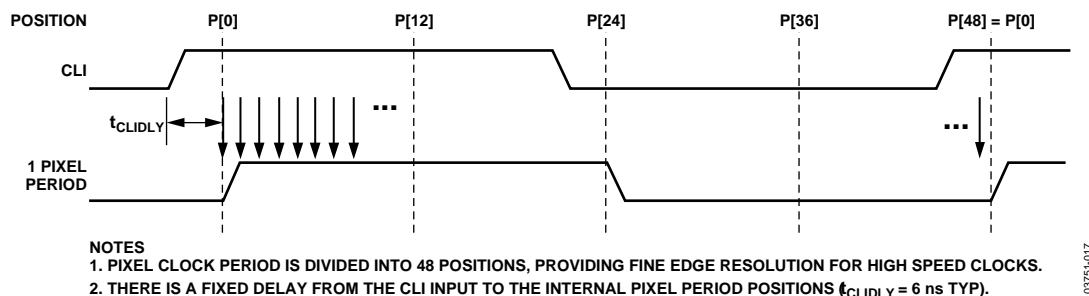 POSITION P[0] P[12] P[24] P[36] P[48] = P[0]
CLI
tCLIDLY
...
...
1 PIXEL
PERIOD
NOTES
1. PIXEL CLOCK PERIOD IS DIVIDED INTO 48 POSITIONS, PROVIDING FINE EDGE RESOLUTION FOR HIGH SPEED CLOCKS.
2. THERE IS A FIXED DELAY FROM THE CLI INPUT TO THE INTERNAL PIXEL PERIOD POSITIONS (tCLIDLY = 6 ns TYP).